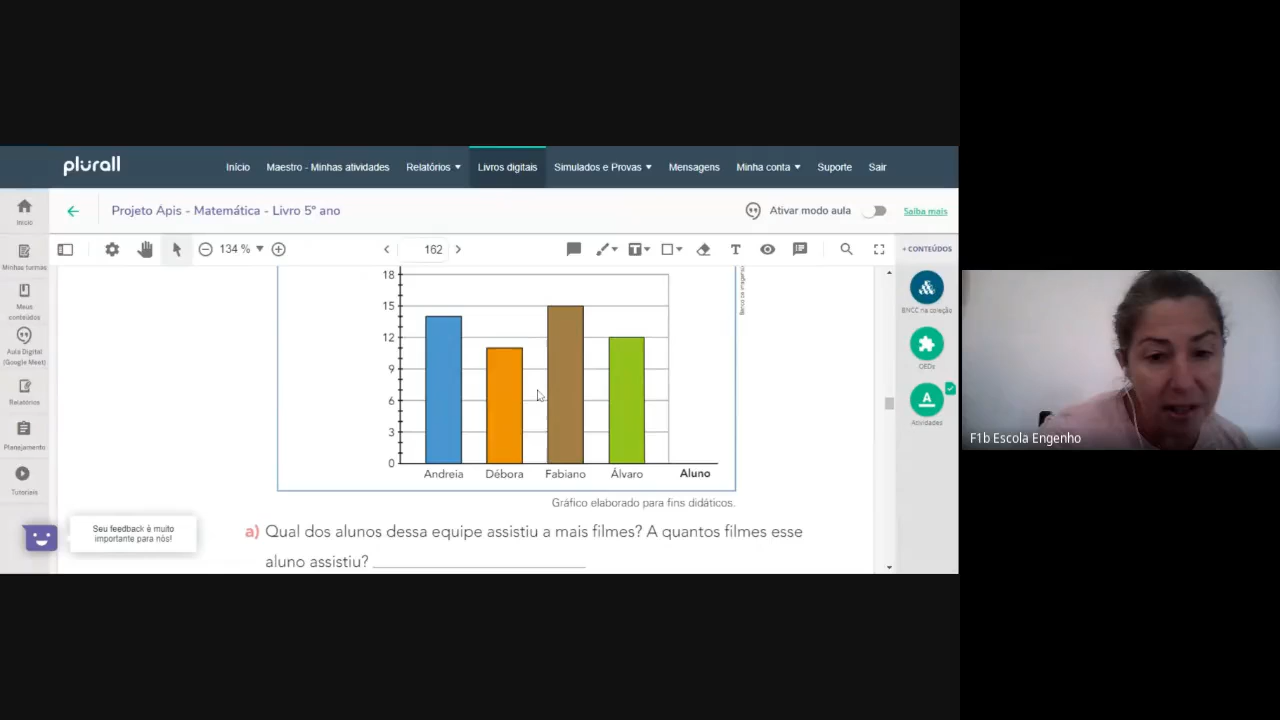 plurall
Início Maestro - Minhas atividades Relatórios Livros digitais Simulados e Provas Mensagens Minha conta Suporte Sair
Projeto Ápis - Matemática - Livro 5º ano
Ativar modo aula
Saiba mais
134 %
162
+ CONTEÚDOS
Início
Minhas turmas
Meus
conteúdos
Aula Digital
(Google Meet)
Relatórios
Planejamento
Tutoriais
BNCC na coleção
OEDs
Atividades
18
15
12
9
6
3
0
Andreia Débora Fabiano Álvaro Aluno
Gráfico elaborado para fins didáticos.
Seu feedback é muito
importante para nós!
a) Qual dos alunos dessa equipe assistiu a mais filmes? A quantos filmes esse
aluno assistiu?
F1b Escola Engenho